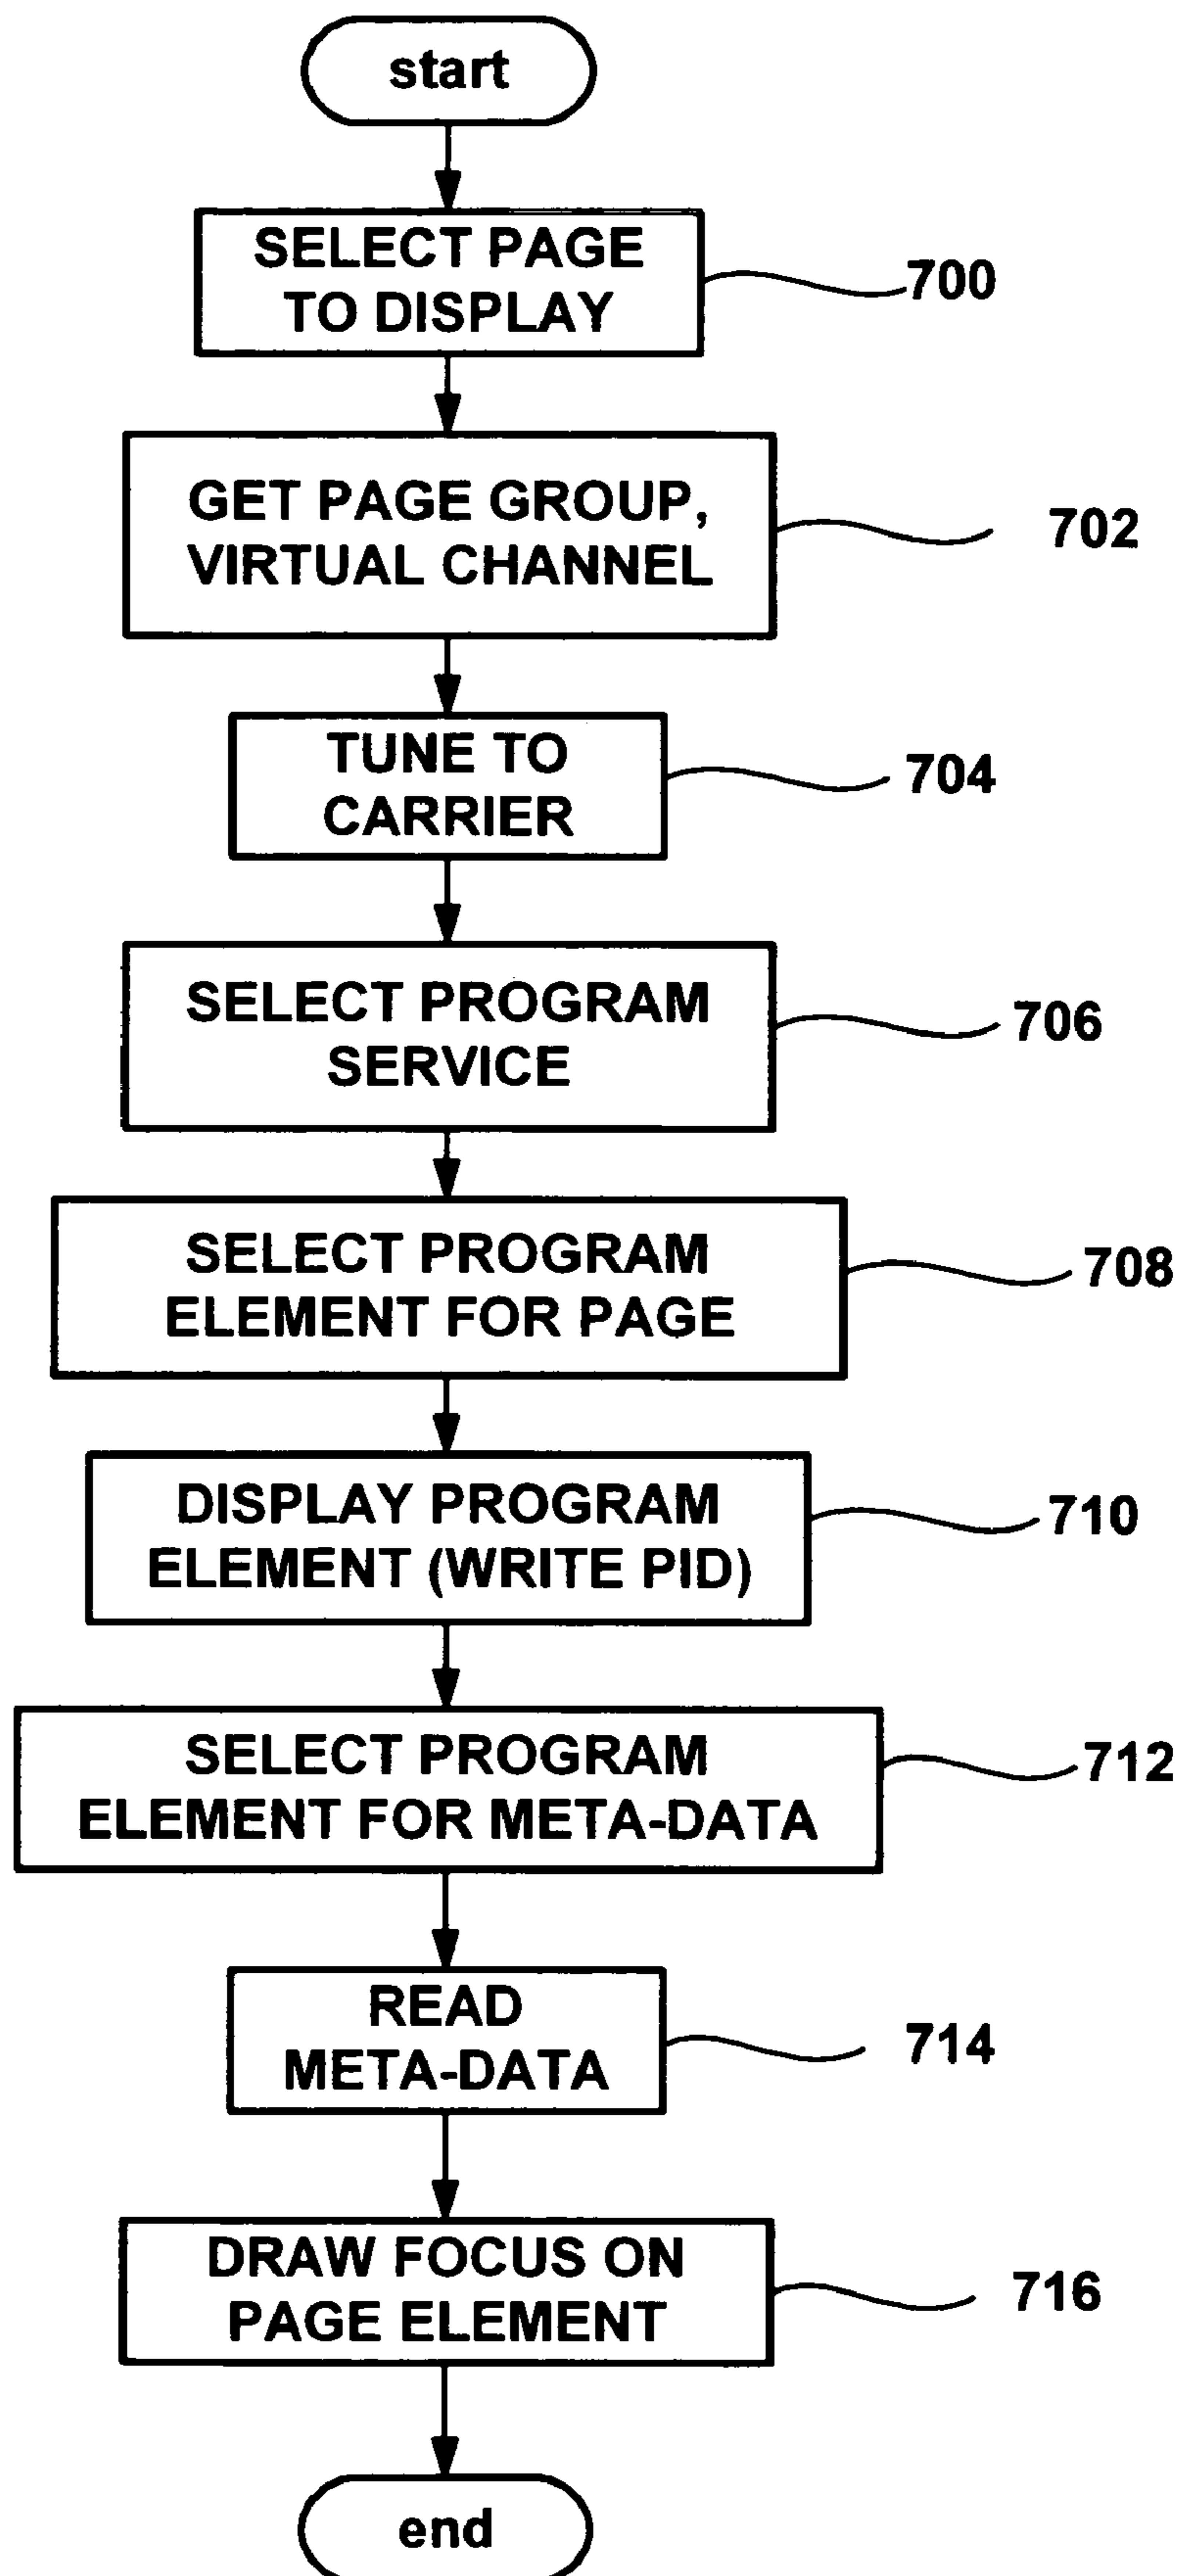 start
SELECT PAGE
TO DISPLAY
700
GET PAGE GROUP,
VIRTUAL CHANNEL
702
TUNE TO
CARRIER
704
SELECT PROGRAM
SERVICE
706
SELECT PROGRAM
ELEMENT FOR PAGE
708
DISPLAY PROGRAM
ELEMENT (WRITE PID)
710
SELECT PROGRAM
ELEMENT FOR META-DATA
712
READ
META-DATA
714
DRAW FOCUS ON
PAGE ELEMENT
716
end